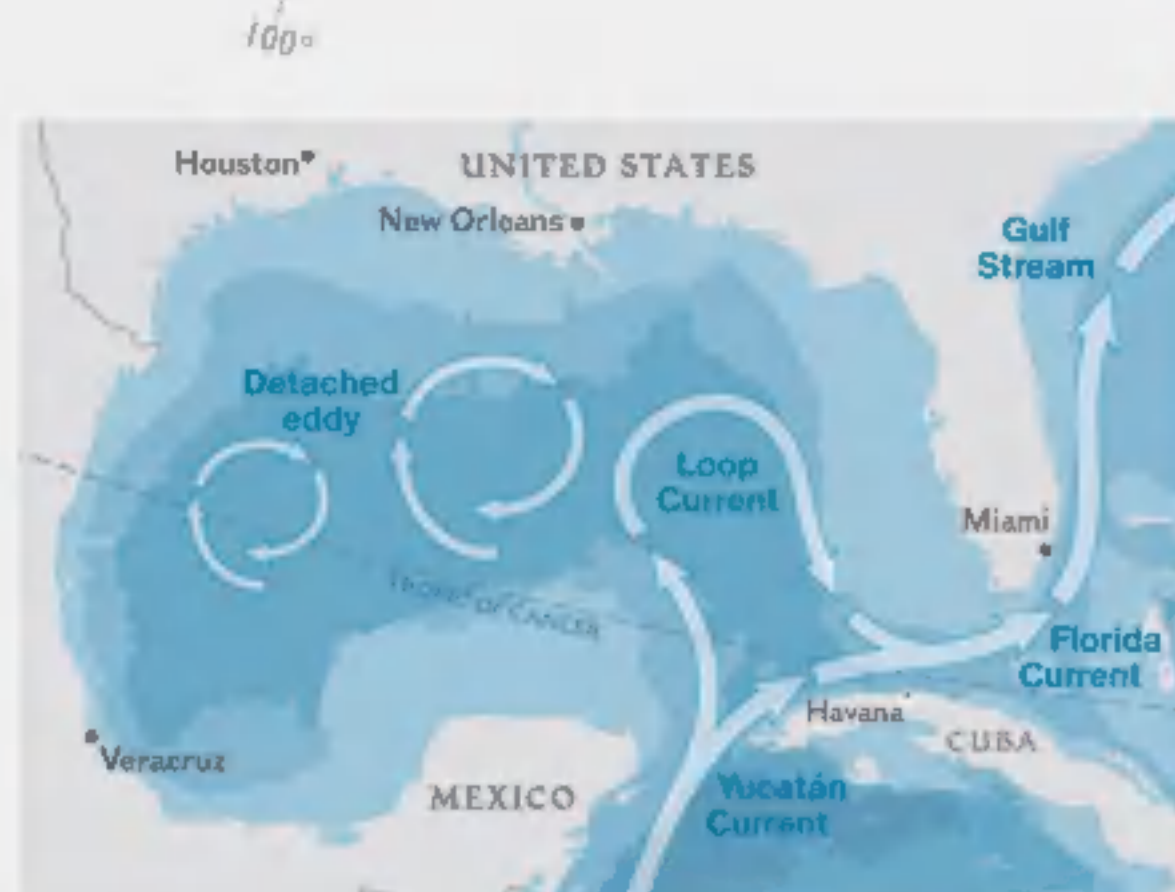 100°
Houston
UNITED STATES
New Orleans
Gulf
Stream
Detached
eddy
Loop
Current
Miami
TROPIC OF CANCER
Florida
Current
Havana
CUBA
Veracruz
MEXICO
Yucatán
Current